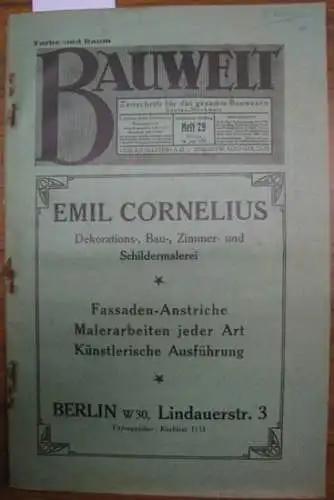 Farbe und Raum
BAUWELT
Zeitschrift für das gesamte Bauwesen
Heft 29
EMIL CORNELIUS
Dekorations-, Bau-, Zimmer- und
Schildermalerei
Fassaden-Anstriche
Malerarbeiten jeder Art
Künstlerische Ausführung
BERLIN W30, Lindauerstr. 3